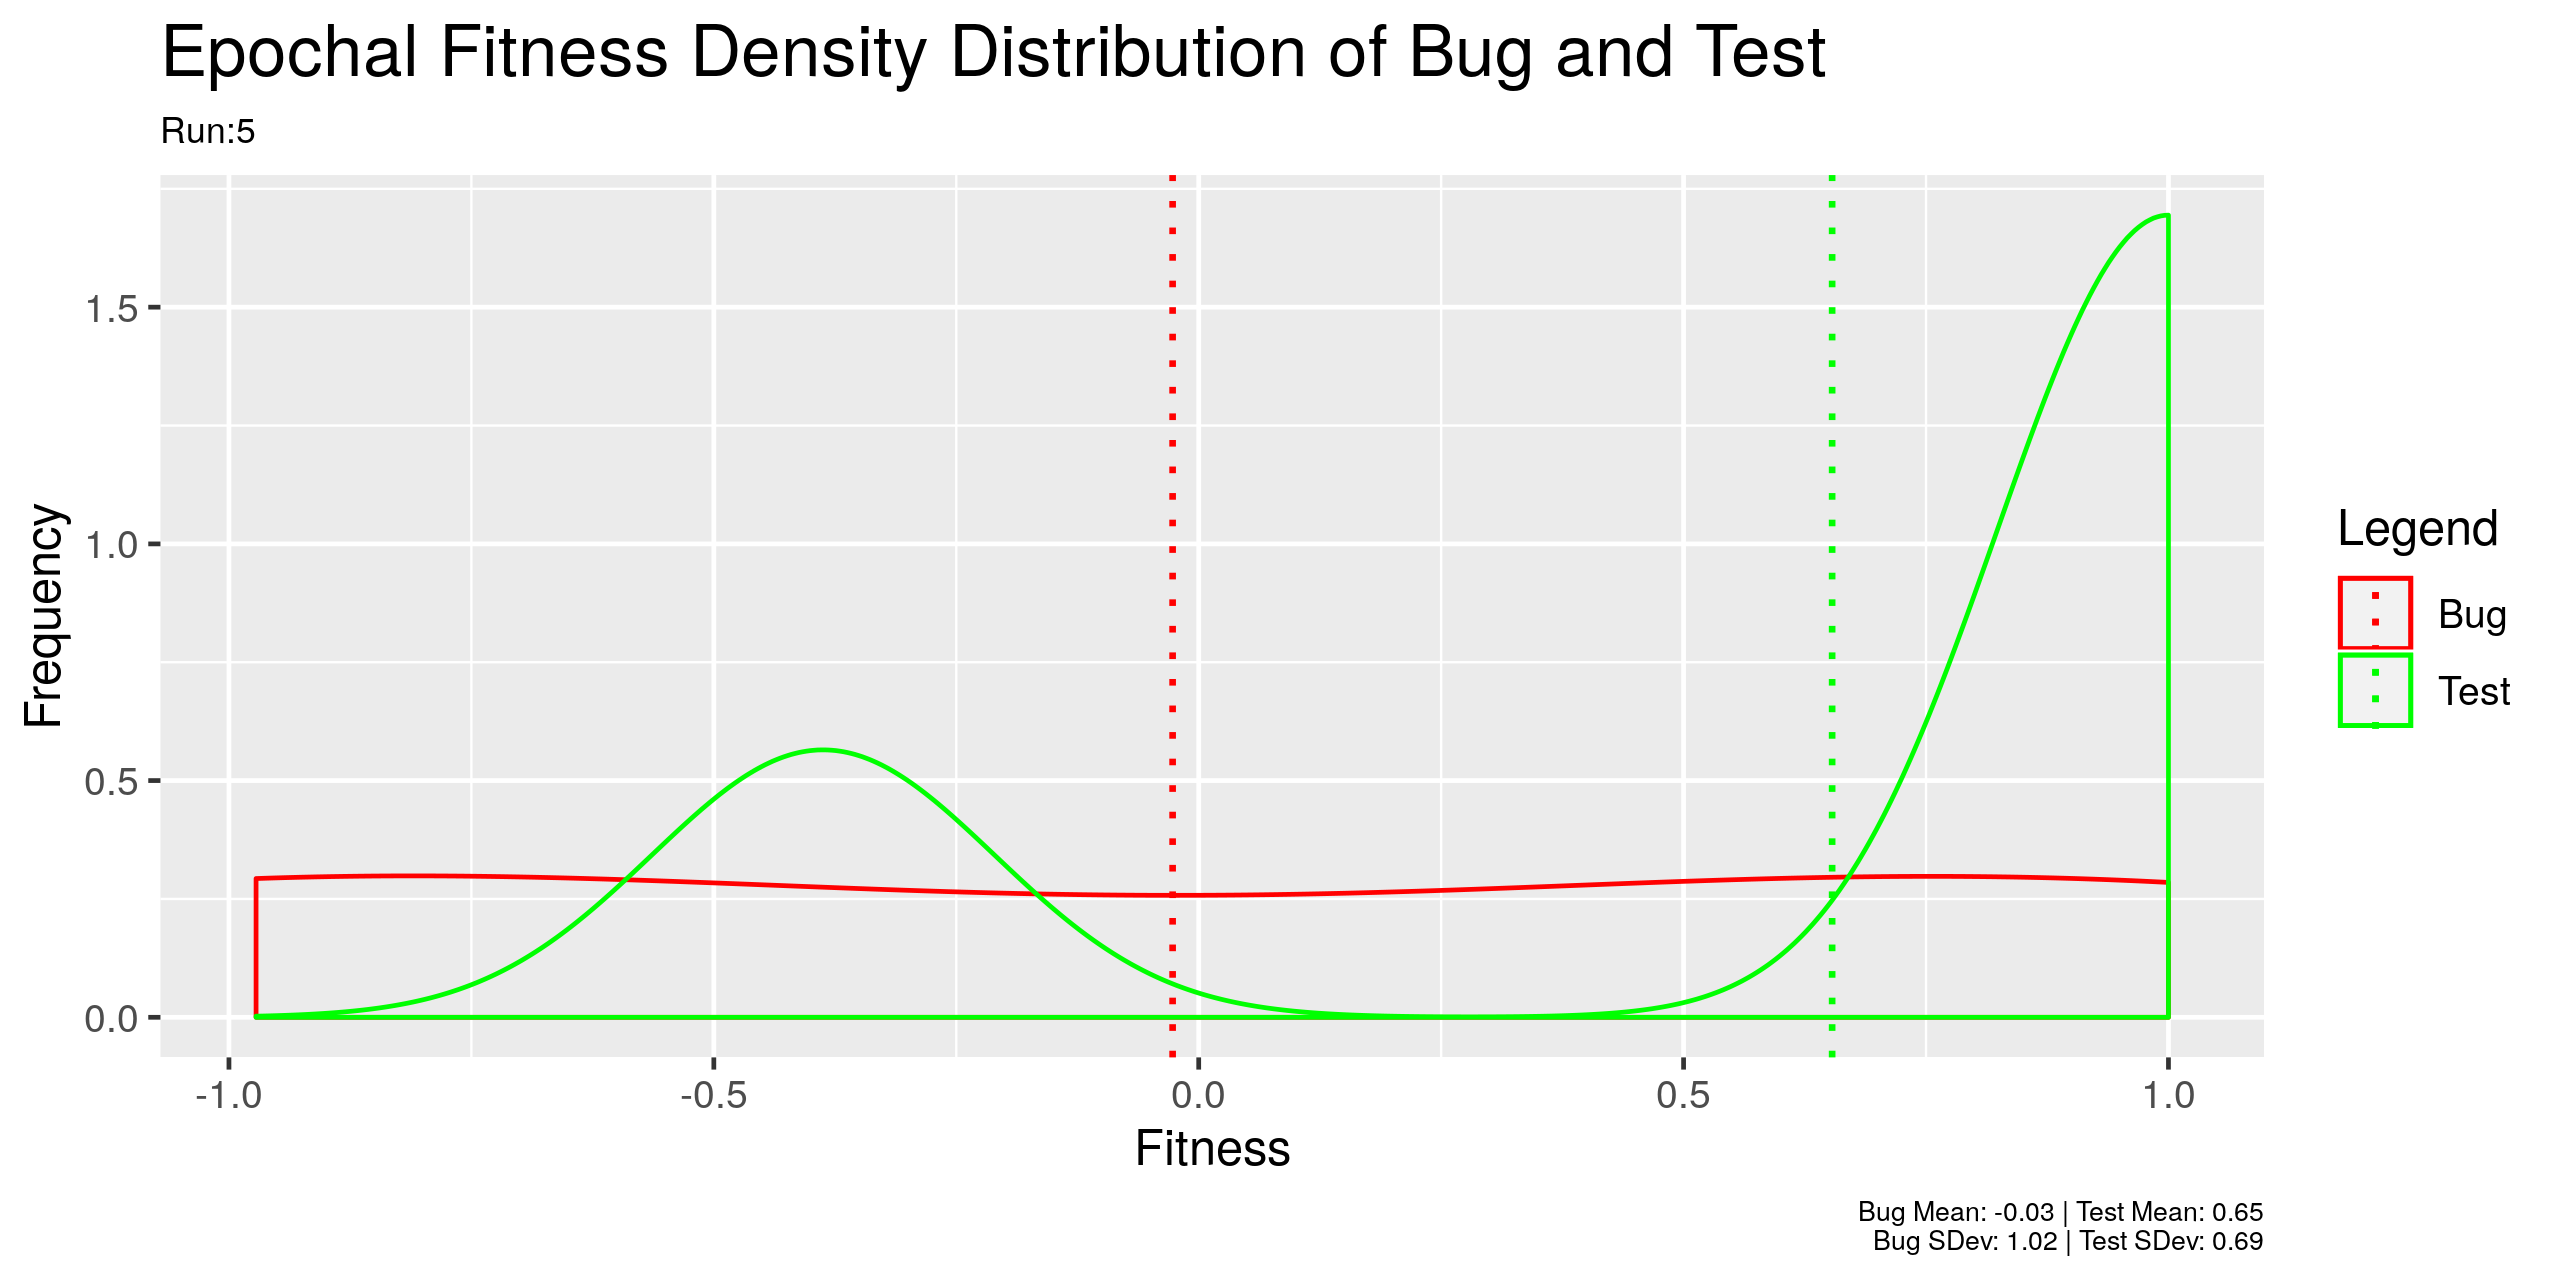 Epochal Fitness Density Distribution of Bug and Test
Run:5
Frequency
1.5
1.0
0.5
0.0
-1.0 -0.5 0.0 0.5 1.0
Fitness
Legend
Bug
Test
Bug Mean: -0.03 | Test Mean: 0.65
Bug SDev: 1.02 | Test SDev: 0.69